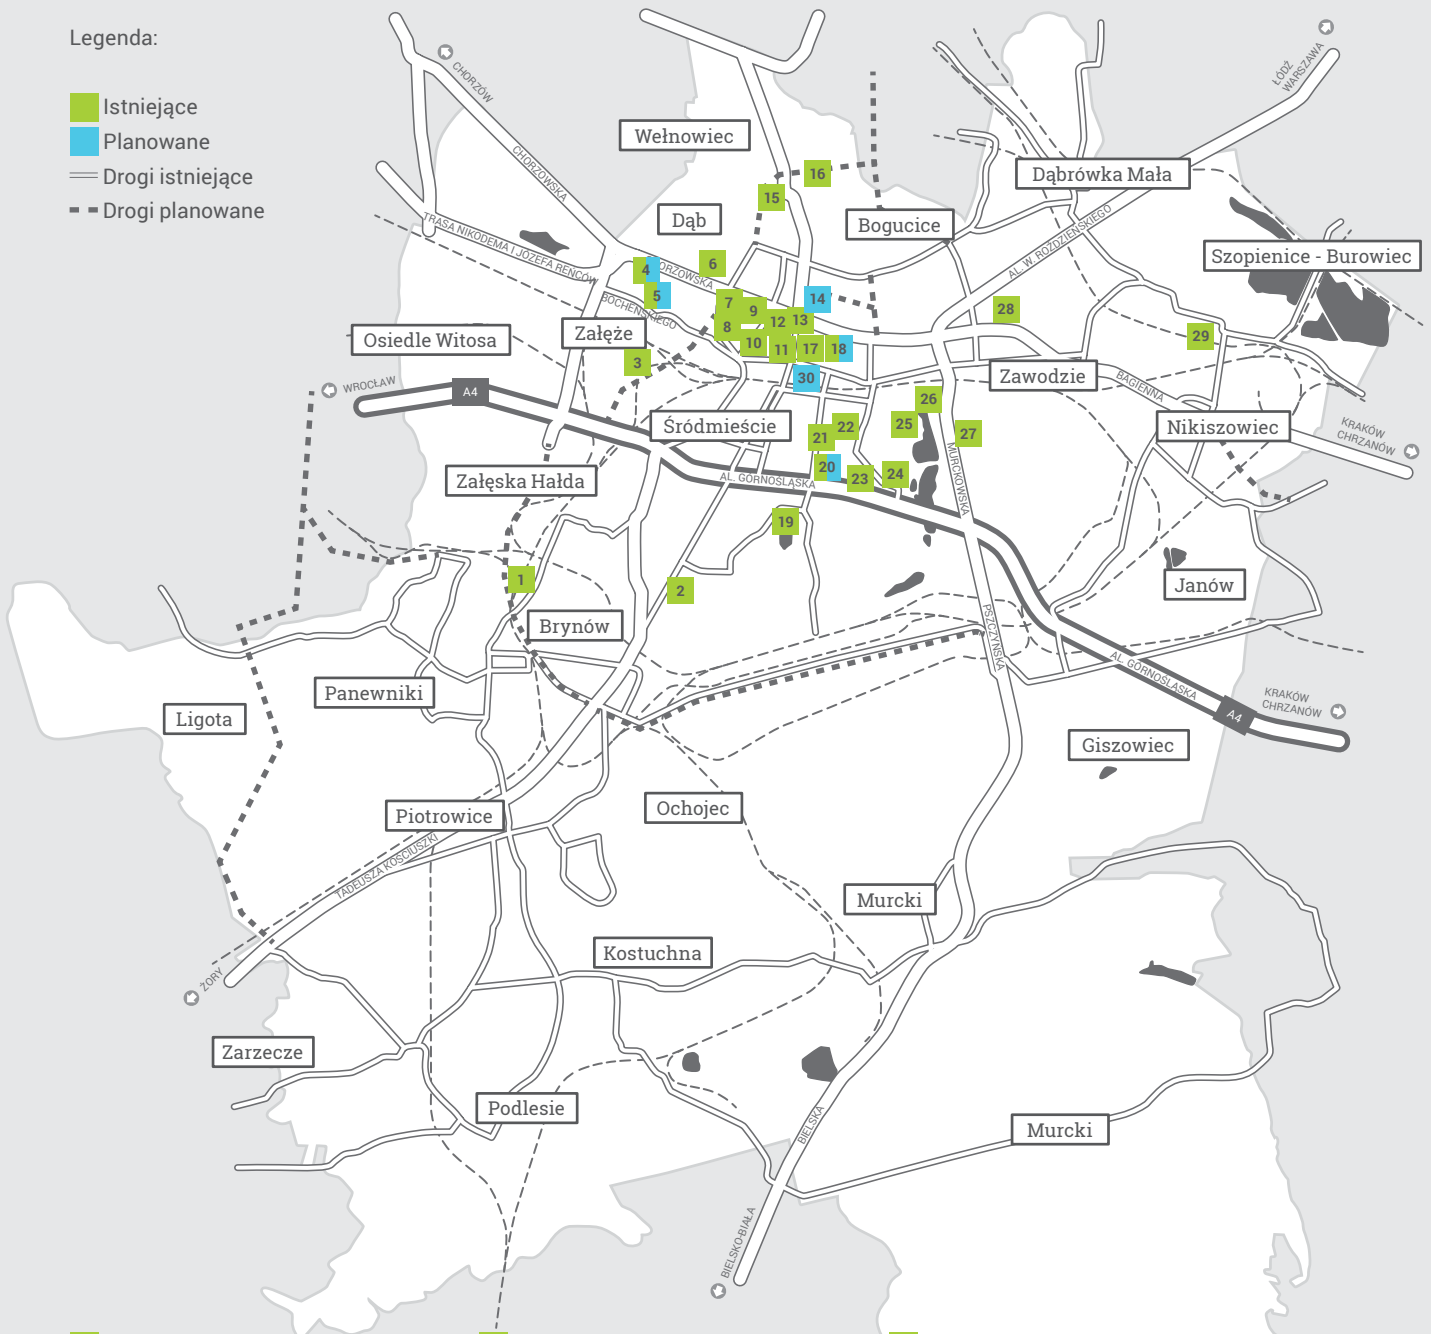 Legenda:
Istniejące
Planowane
Drogi istniejące
Drogi planowane
CHORZÓW
ŁÓDŹ
WARSZAWA
Wełnowiec
CHORZOWSKA
Dąbrówka Mała
16
15
Dąb
Bogucice
TRASA NIKODEMA I JÓZEFA RENCÓW
AL. W. ROŹDZIEŃSKIEGO
Szopienice - Burowiec
4
ORZOWSKA
6
5
BOCHEŃSKIEGO
7
9
14
8
12
13
28
29
Osiedle Witosa
Załęże
10
11
17
18
3
30
Zawodzie
BAGIENNA
WROCŁAW
A4
26
25
27
Śródmieście
22
21
Nikiszowiec
KRAKÓW
CHRZANÓW
20
23
24
MURCKOWSKA
Załęska Hałda
AL. GÓRNOŚLĄSKA
19
1
2
Janów
Brynów
PSZCZYŃSKA
Panewniki
AL. GÓRNOŚLĄSKA
A4
KRAKÓW
CHRZANÓW
Ligota
Giszowiec
Piotrowice
Ochojec
TADEUSZA KOŚCIUSZKI
Murcki
Kostuchna
ŻORY
Zarzecze
Podlesie
BIELSKA
Murcki
BIELSKO-BIAŁA